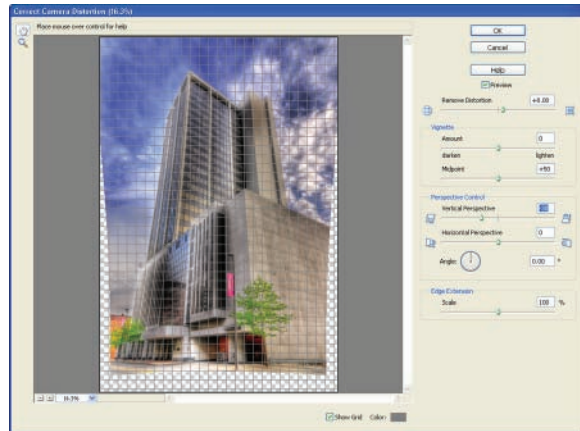 Correct Camera Distortion (16.3%)
Place mouse over control for help
OK
Cancel
Help
Preview
Remove Distortion +8.00
Vignette
Amount 0
darken lighten
Midpoint +50
Perspective Control
Vertical Perspective
Horizontal Perspective 0
Angle: 0.00 °
Edge Extension
Scale 100 %
16.3%
Show Grid Color: